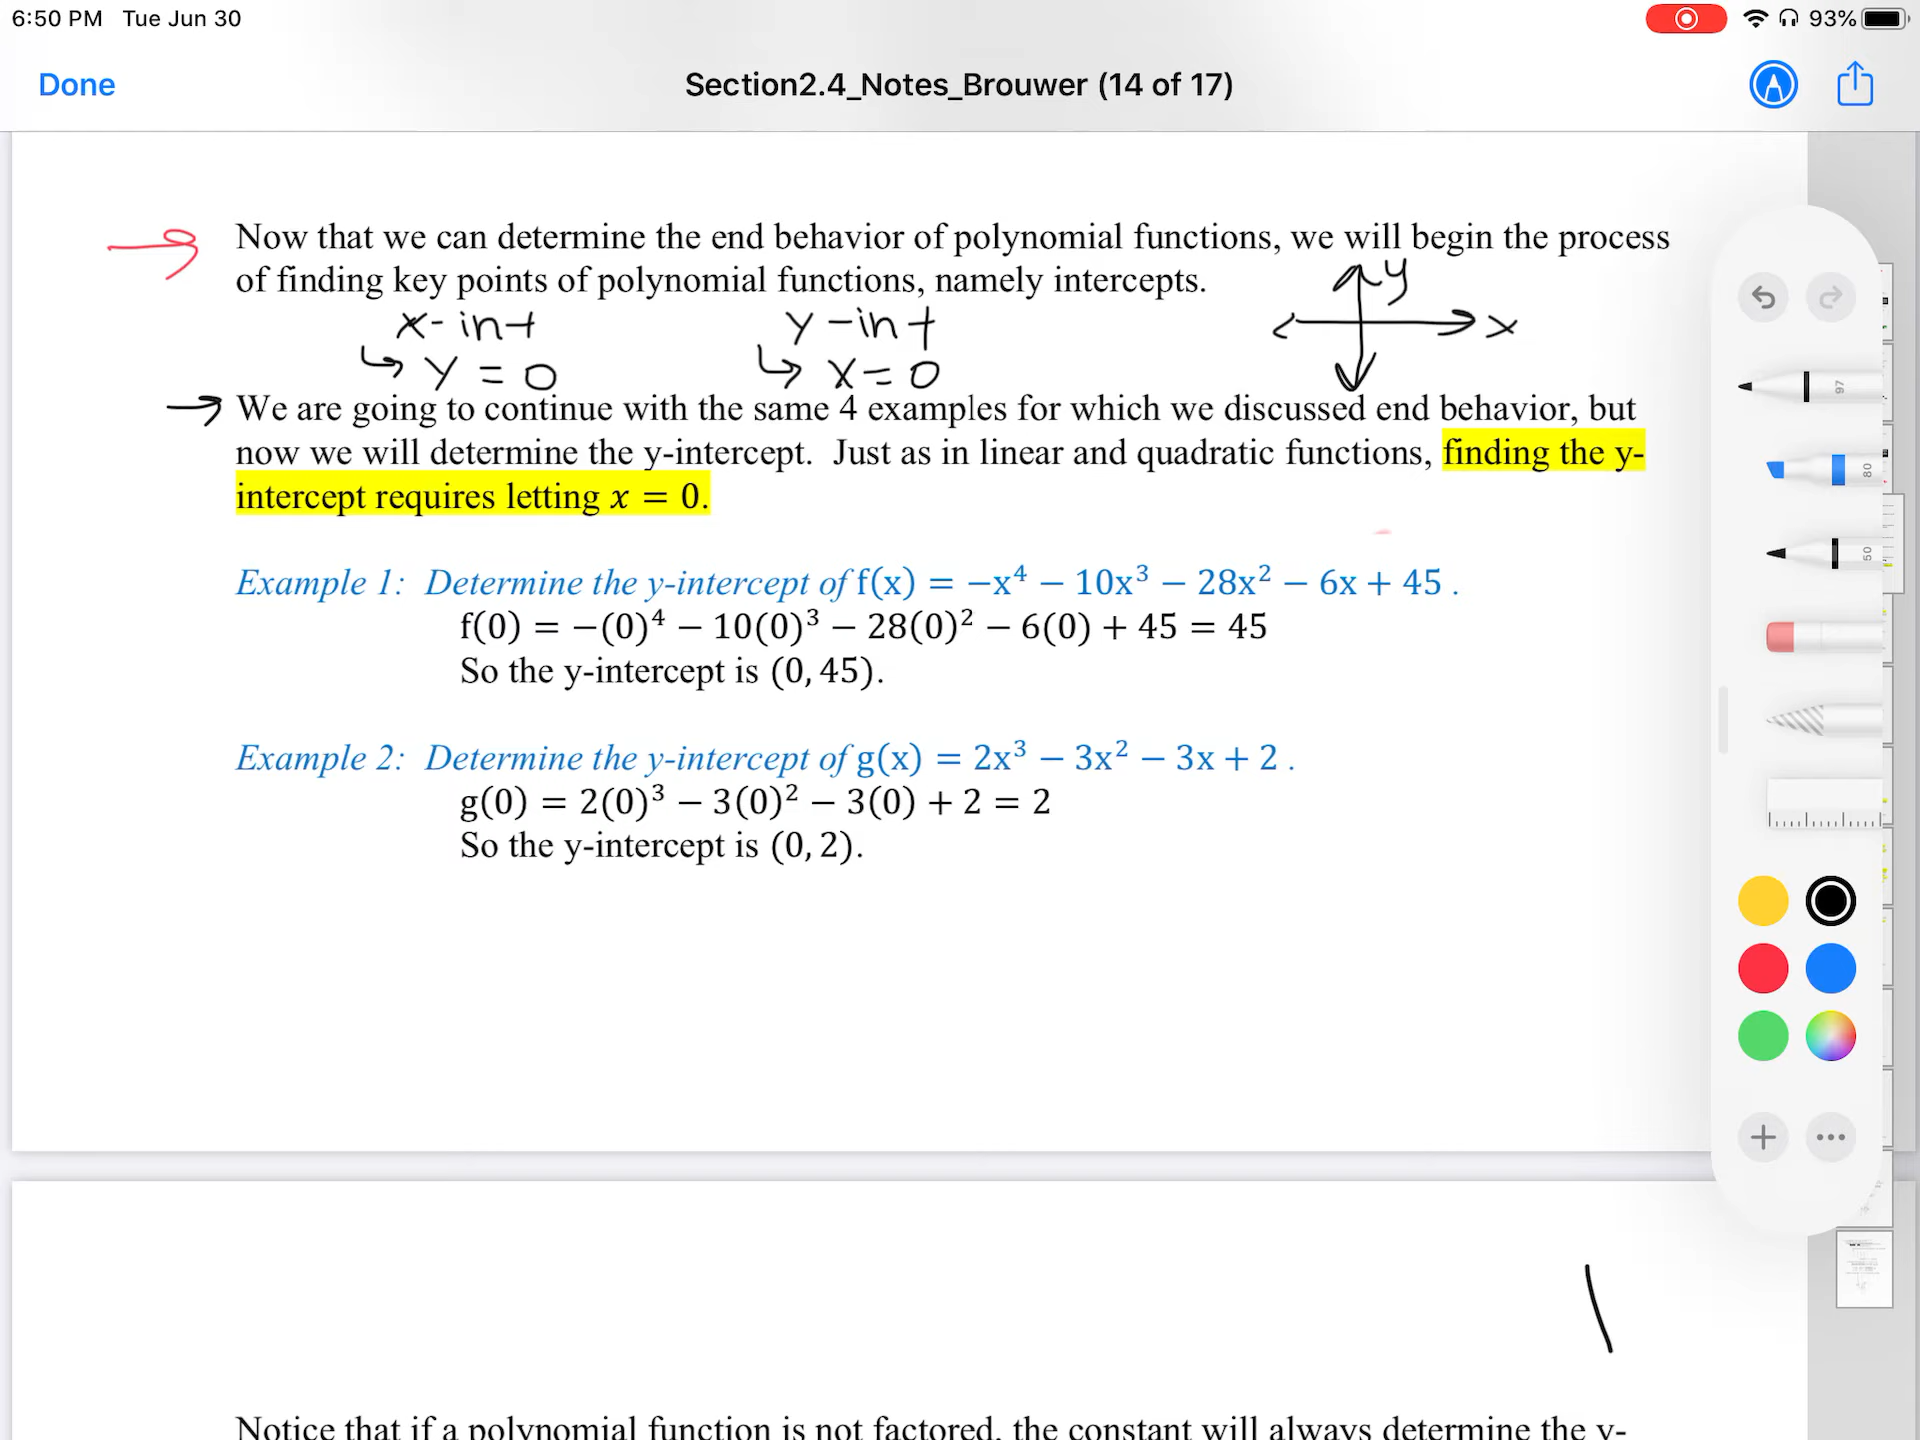 6:50 PM Tue Jun 30
93%
Done
Section2.4_Notes_Brouwer (14 of 17)
Now that we can determine the end behavior of polynomial functions, we will begin the process
of finding key points of polynomial functions, namely intercepts.
x-int
y-int
y
x
↳ y = 0
↳ x = 0
We are going to continue with the same 4 examples for which we discussed end behavior, but
now we will determine the y-intercept. Just as in linear and quadratic functions, finding the y-
intercept requires letting x = 0.
Example 1: Determine the y-intercept of f(x) = −x⁴ − 10x³ − 28x² − 6x + 45 .
f(0) = −(0)⁴ − 10(0)³ − 28(0)² − 6(0) + 45 = 45
So the y-intercept is (0, 45).
Example 2: Determine the y-intercept of g(x) = 2x³ − 3x² − 3x + 2 .
g(0) = 2(0)³ − 3(0)² − 3(0) + 2 = 2
So the y-intercept is (0, 2).
97
80
50
Notice that if a polynomial function is not factored, the constant will always determine the y-